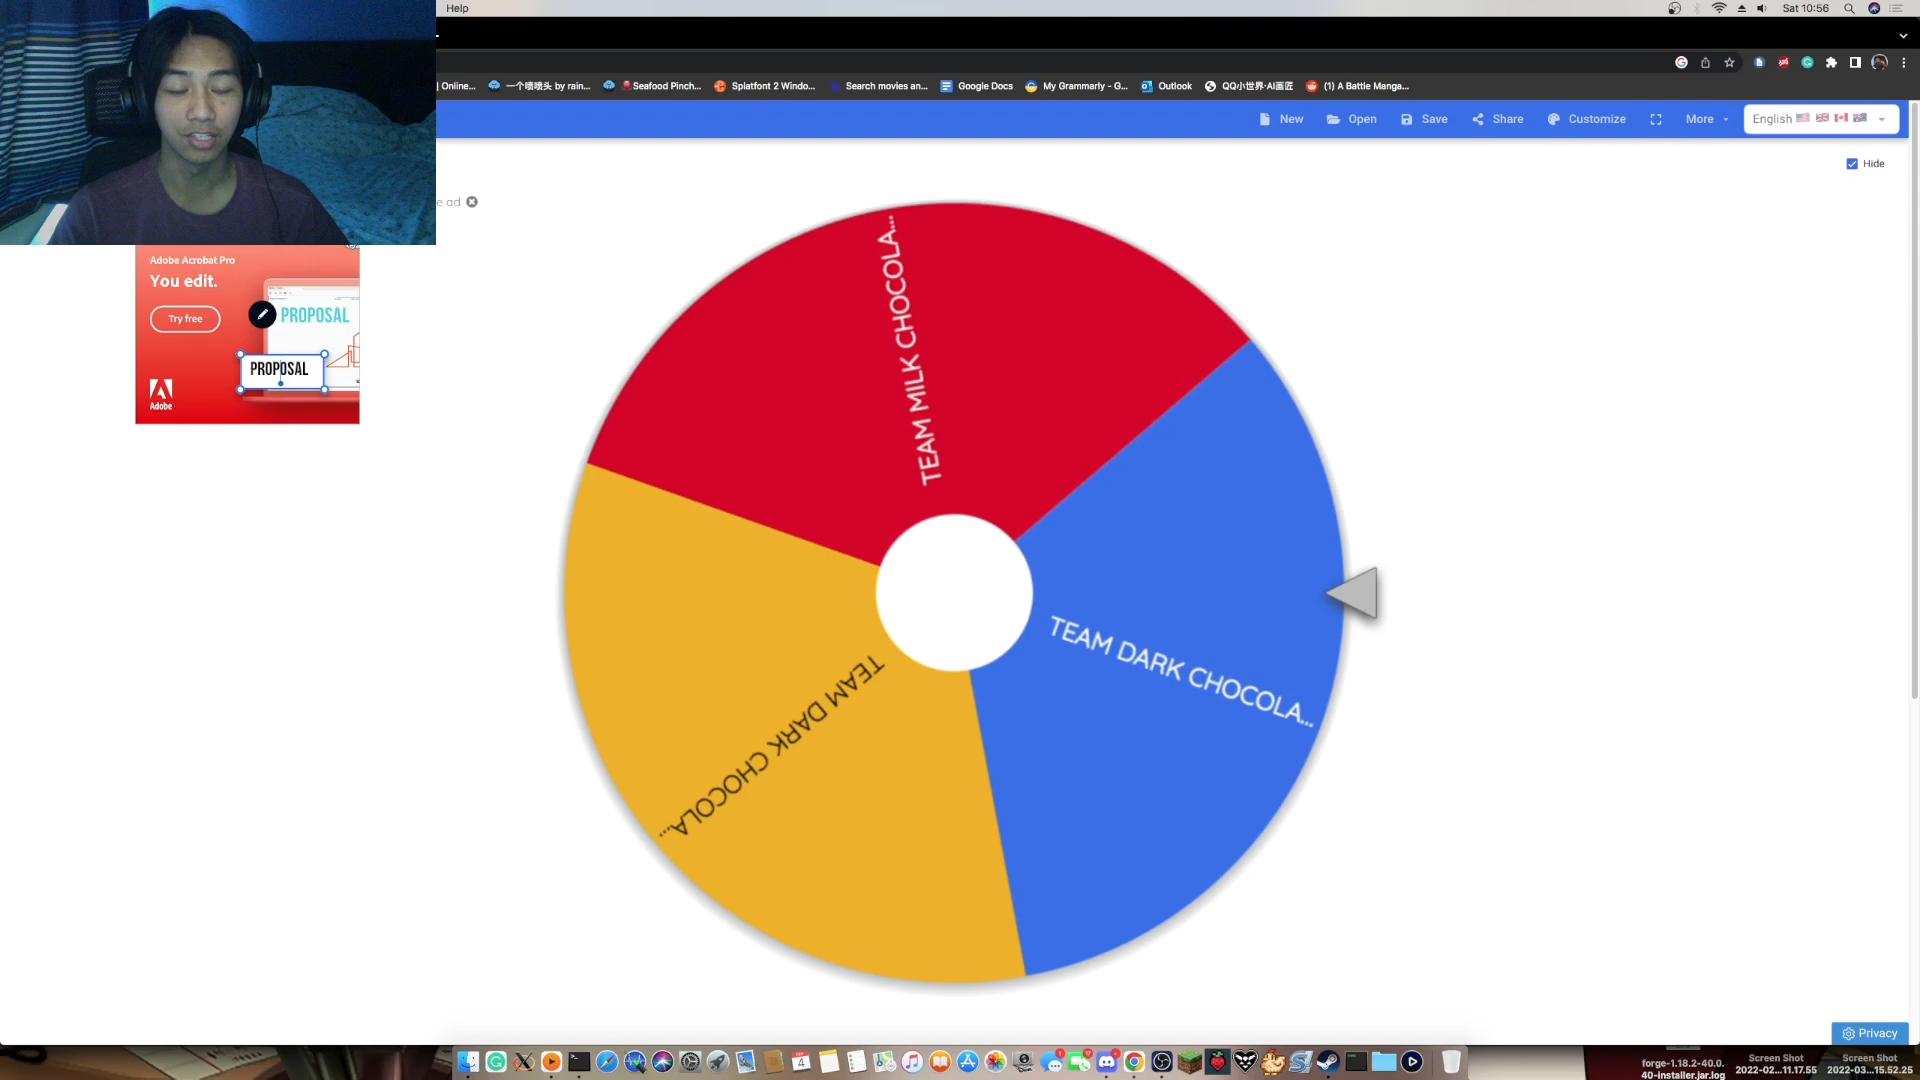 Help
Sat 10:56
Online...
一个喷喷头 by rain...
Seafood Pinch...
Splatfont 2 Windo...
Search movies an...
Google Docs
My Grammarly - G...
Outlook
QQ小世界·AI画匠
(1) A Battle Manga...
New
Open
Save
Share
Customize
More
English
Hide
e ad
Adobe Acrobat Pro
You edit.
Try free
PROPOSAL
PROPOSAL
Adobe
TEAM MILK CHOCOLA...
TEAM DARK CHOCOLA...
TEAM DARK CHOCOLA...
Privacy
forge-1.18.2-40.0.
40-installer.jar.log
Screen Shot
2022-02...11.17.55
Screen Shot
2022-03...15.52.25